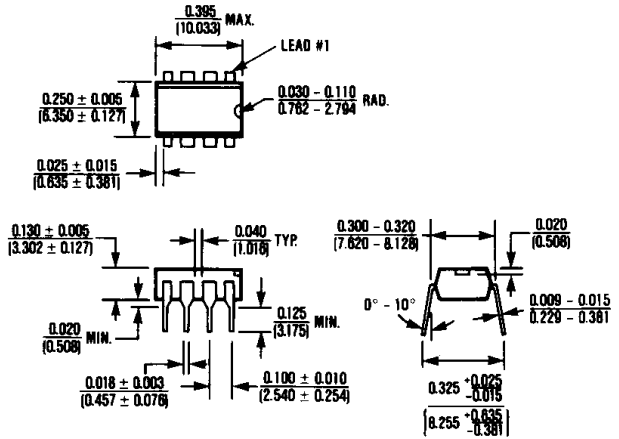 0.395
(10.033)
MAX.
LEAD #1
0.250 ± 0.005
(6.350 ± 0.127)
0.030 – 0.110
0.762 – 2.794
RAD.
0.025 ± 0.015
(0.635 ± 0.381)
0.130 ± 0.005
(3.302 ± 0.127)
0.040
(1.016)
TYP.
0.300 – 0.320
(7.620 – 8.128)
0.020
(0.508)
0.020
(0.508)
MIN.
0.125
(3.175)
MIN.
0° – 10°
0.009 – 0.015
0.229 – 0.381
0.018 ± 0.003
(0.457 ± 0.076)
0.100 ± 0.010
(2.540 ± 0.254)
0.325 +0.025
-0.015
(8.255 +0.635
-0.381)